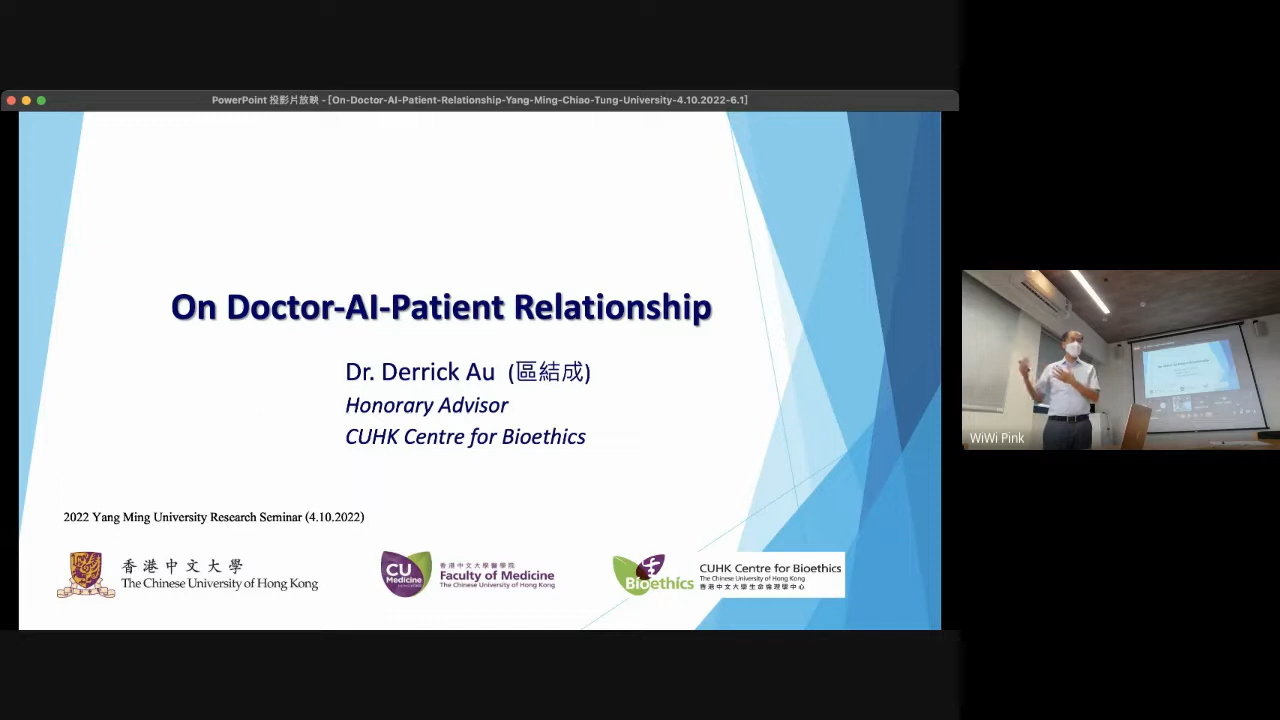 PowerPoint 投影片放映 - [On-Doctor-AI-Patient-Relationship-Yang-Ming-Chiao-Tung-University-4.10.2022-6.1]
On Doctor-AI-Patient Relationship
Dr. Derrick Au (區結成)
Honorary Advisor
CUHK Centre for Bioethics
2022 Yang Ming University Research Seminar (4.10.2022)
香港中文大學
The Chinese University of Hong Kong
CU
Medicine
香港中文大學醫學院
Faculty of Medicine
The Chinese University of Hong Kong
Bioethics
CUHK Centre for Bioethics
The Chinese University of Hong Kong
香港中文大學生命倫理學中心
WiWi Pink